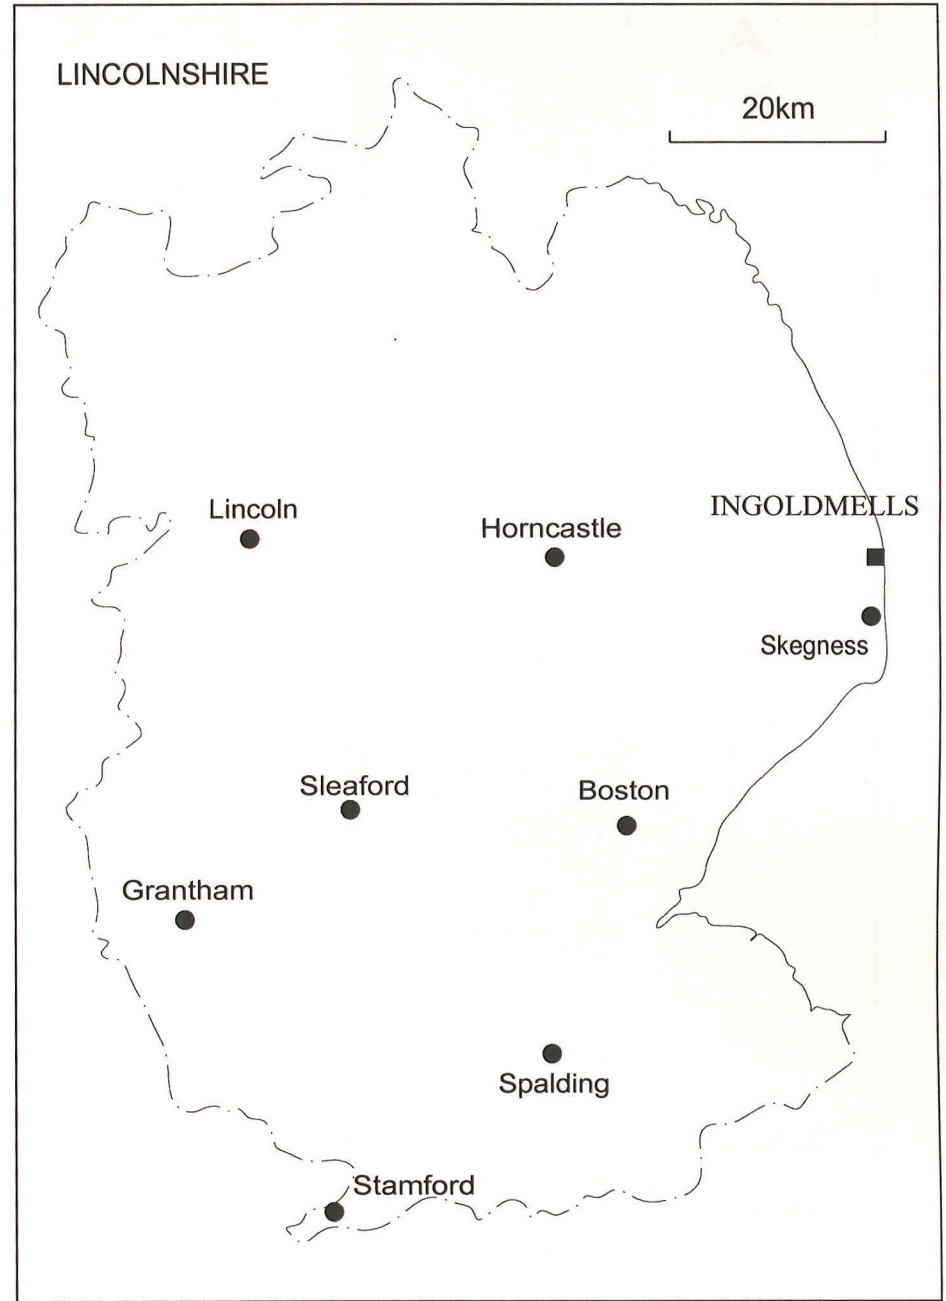 LINCOLNSHIRE
20km
INGOLDMELLS
Lincoln
Horncastle
Skegness
Sleaford
Boston
Grantham
Spalding
Stamford